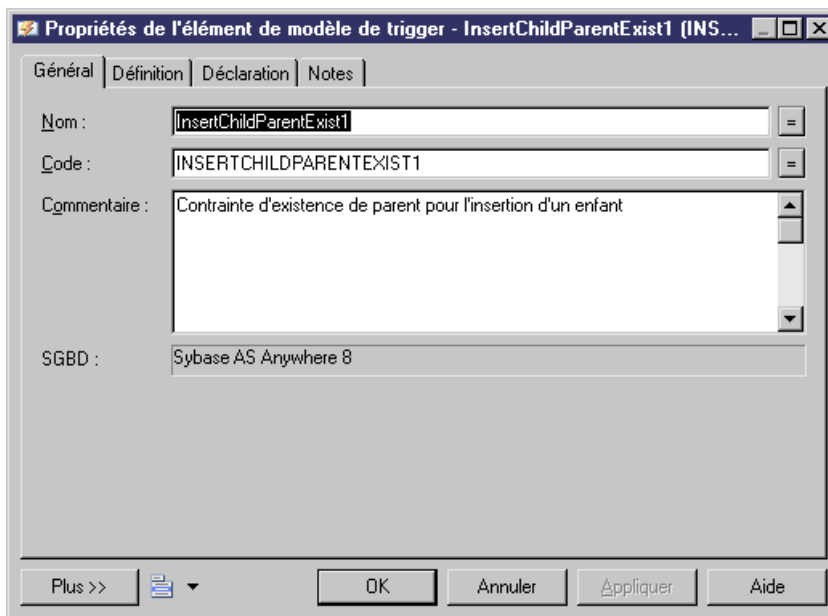 Propriétés de l'élément de modèle de trigger - InsertChildParentExist1 (INS...
Général Définition Déclaration Notes
Nom : InsertChildParentExist1 =
Code : INSERTCHILDPARENTEXIST1 =
Commentaire : Contrainte d'existence de parent pour l'insertion d'un enfant
SGBD : Sybase AS Anywhere 8
Plus >> OK Annuler Appliquer Aide